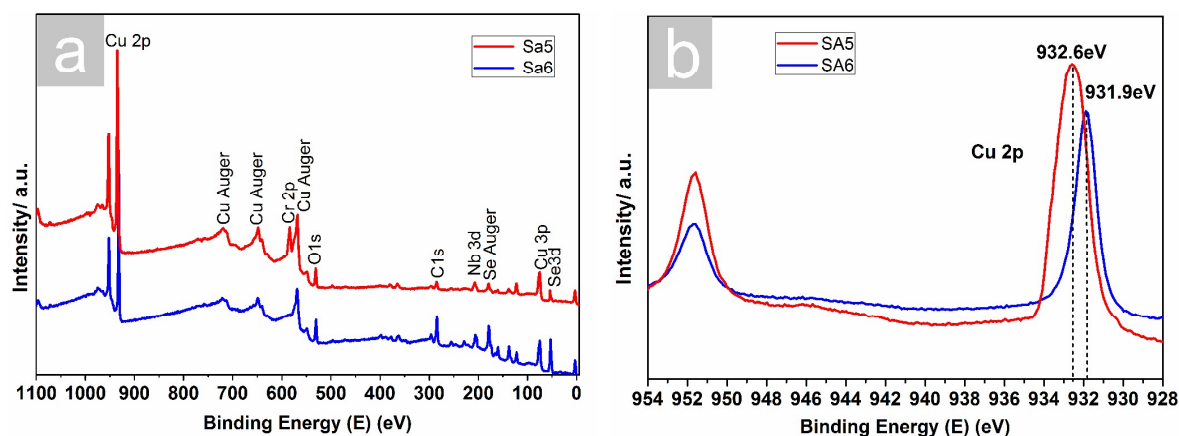 a
Cu 2p
Sa5
Sa6
Cu Auger
Cu Auger
Cr 2p
Cu Auger
O1s
C1s
Nb 3d
Se Auger
Cu 3p
Se3d
Intensity/ a.u.
1100 1000 900 800 700 600 500 400 300 200 100 0
Binding Energy (E) (eV)
b
SA5
SA6
932.6eV
931.9eV
Cu 2p
Intensity/ a.u.
954 952 950 948 946 944 942 940 938 936 934 932 930 928
Binding Energy (E) (eV)